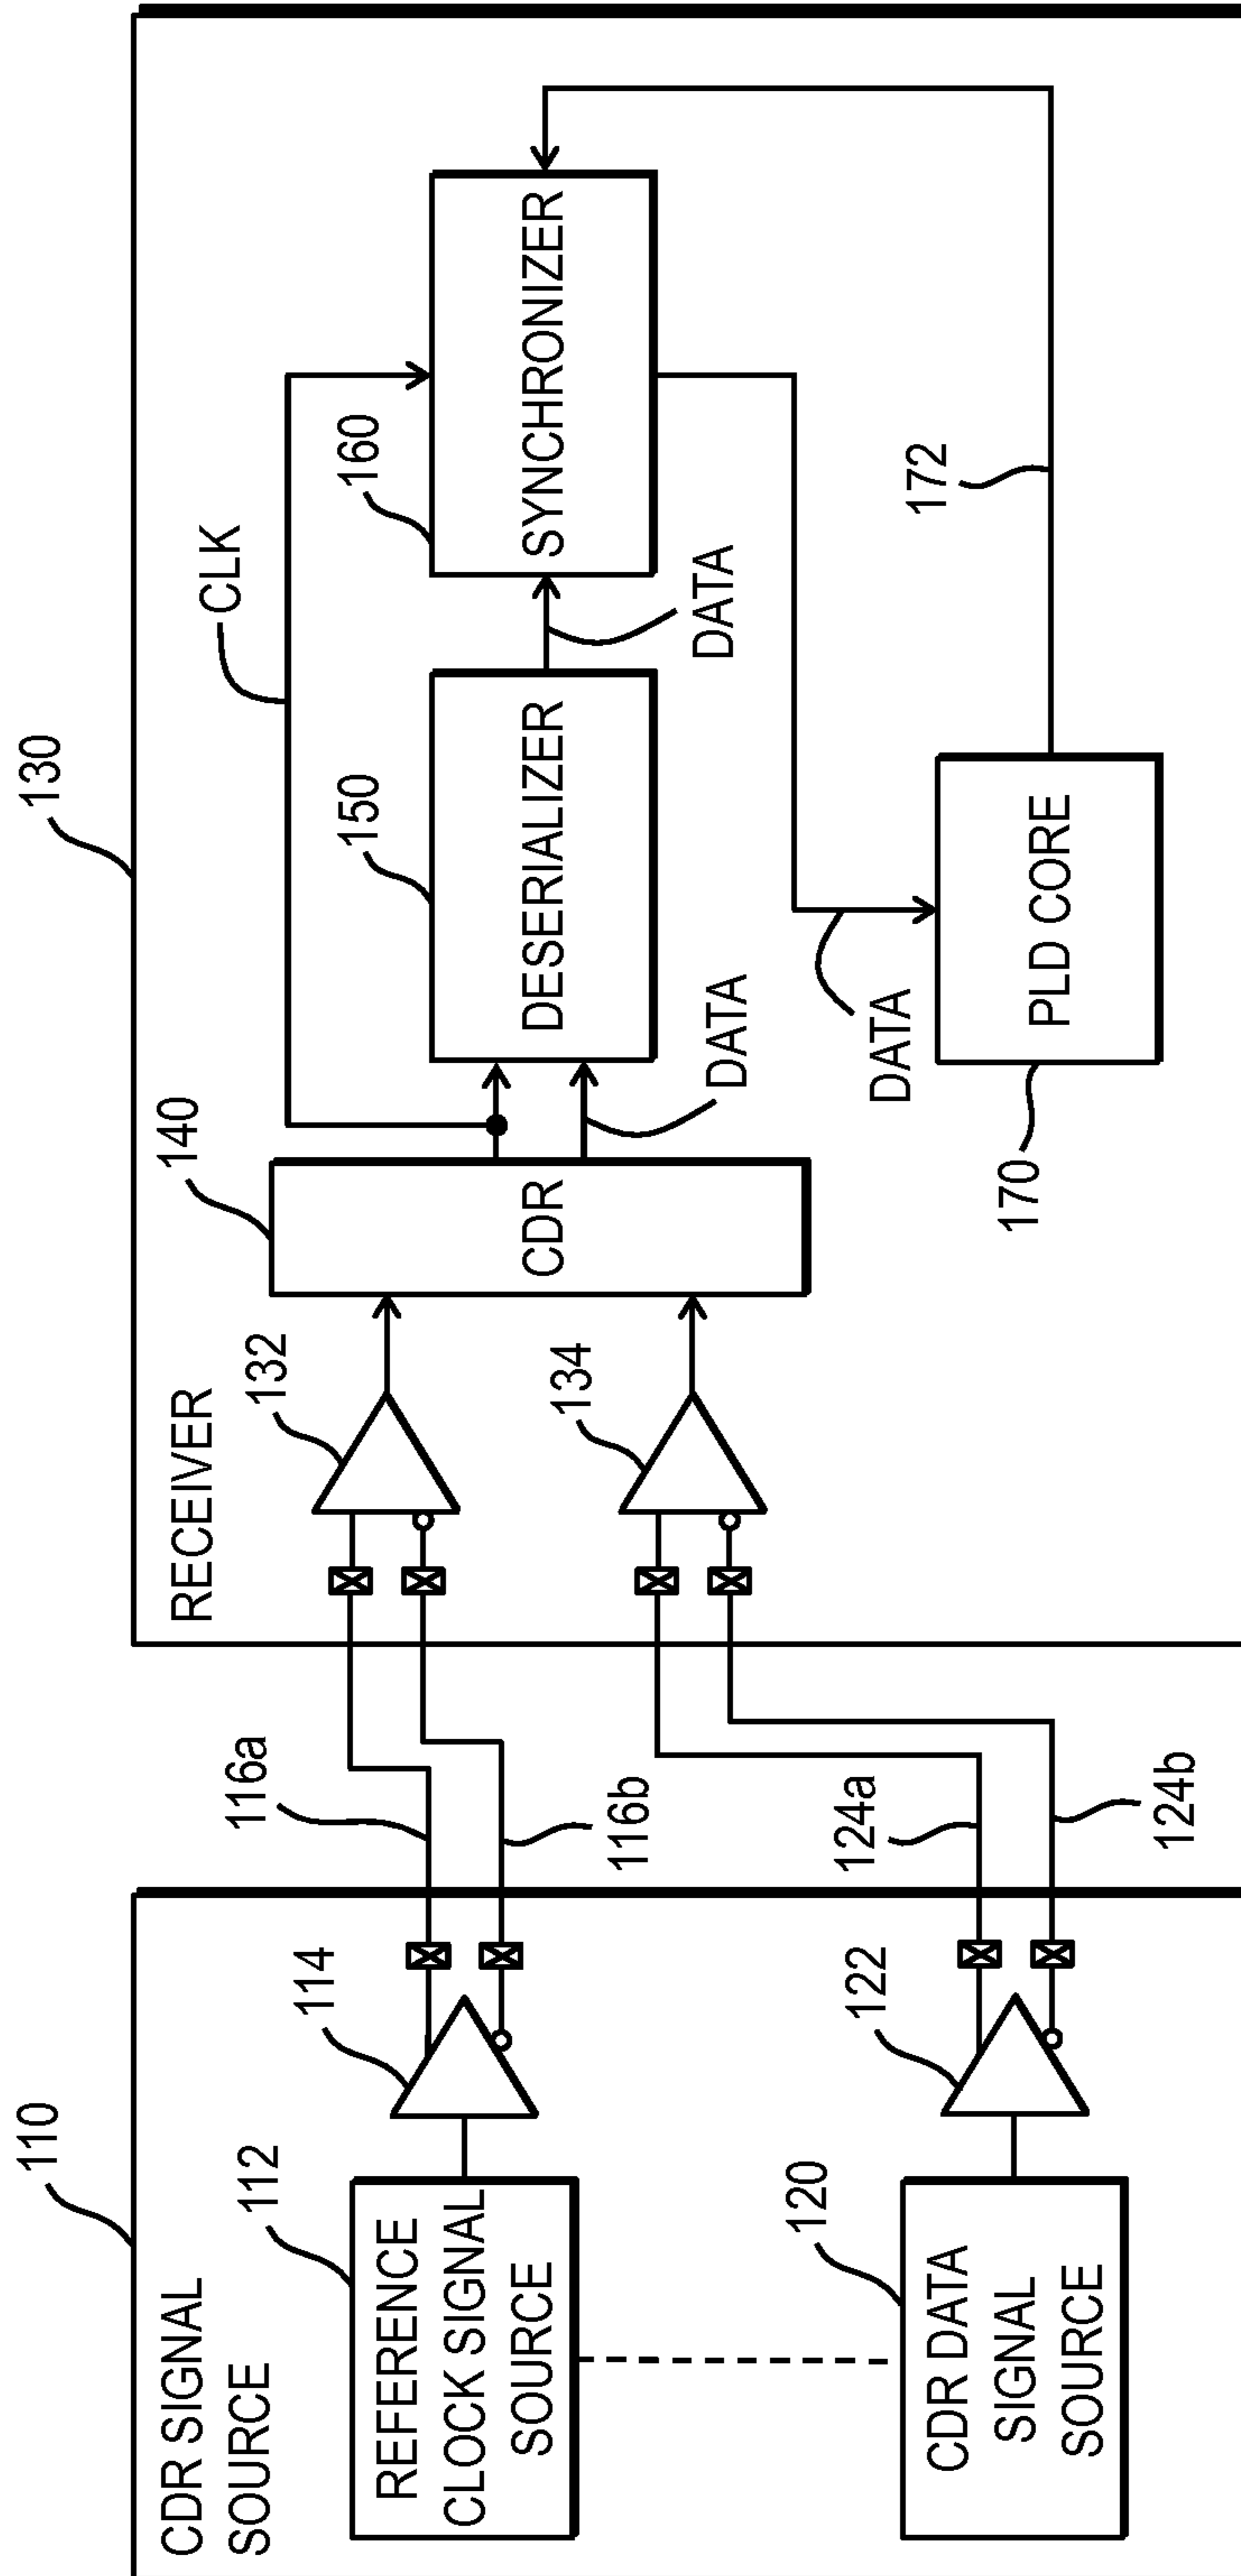 110
CDR SIGNAL
SOURCE
112
REFERENCE
CLOCK SIGNAL
SOURCE
114
116a
116b
120
CDR DATA
SIGNAL
SOURCE
122
124a
124b
130
RECEIVER
132
134
140
CDR
CLK
DATA
150
DESERIALIZER
DATA
160
SYNCHRONIZER
DATA
170
PLD CORE
172